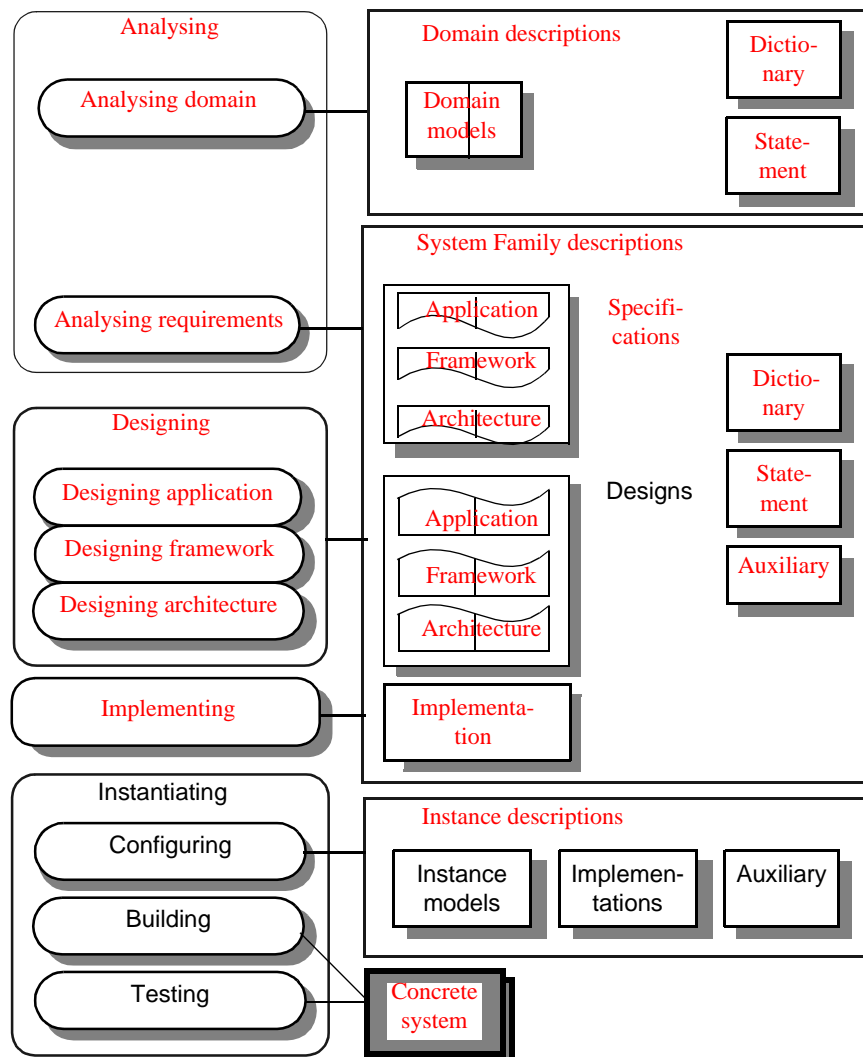 Analysing
Analysing domain
Analysing requirements
Domain descriptions
Domain
models
Dictio-
nary
State-
ment
System Family descriptions
Application
Framework
Architecture
Specifi-
cations
Dictio-
nary
State-
ment
Auxiliary
Designing
Designing application
Designing framework
Designing architecture
Application
Framework
Architecture
Designs
Implementing
Implementa-
tion
Instantiating
Configuring
Building
Testing
Instance descriptions
Instance
models
Implemen-
tations
Auxiliary
Concrete
system